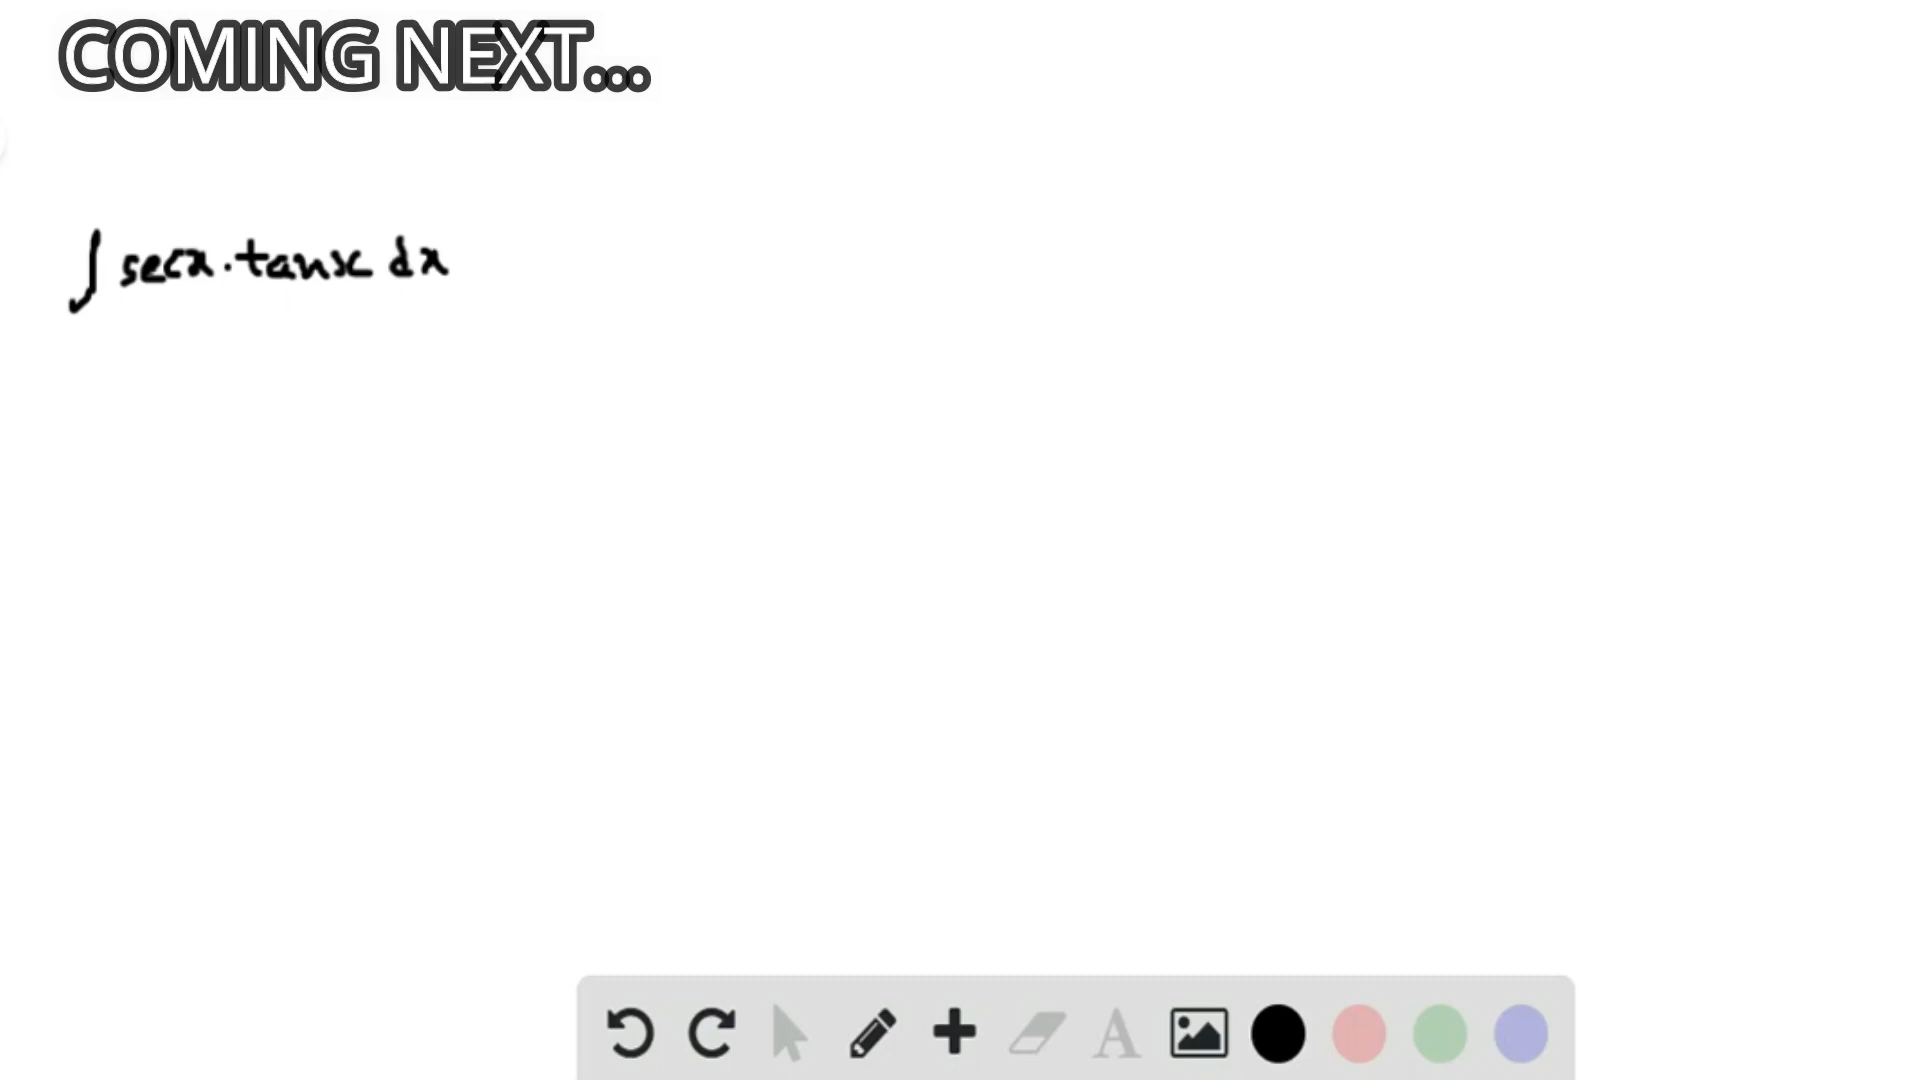 COMING NEXT...
∫ secx · tanx dx
A